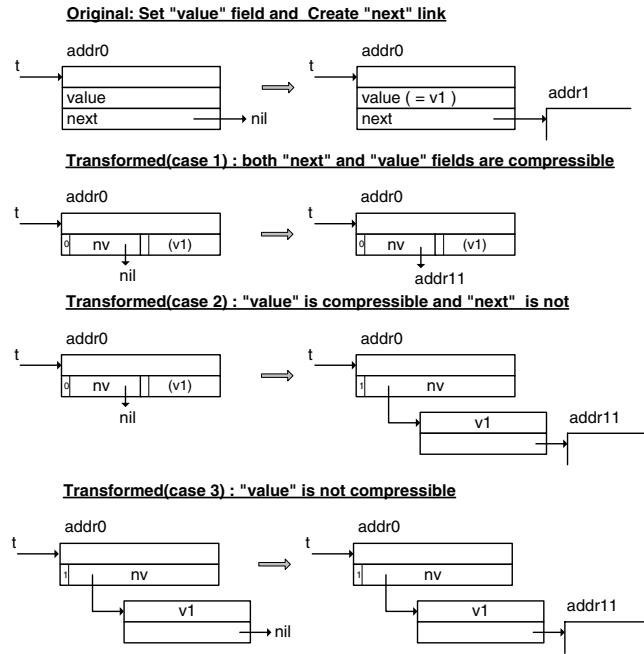 Original: Set "value" field and Create "next" link
addr0 addr0
t
value value ( = v1 ) addr1
next nil next
Transformed(case 1) : both "next" and "value" fields are compressible
addr0 addr0
t t
0 nv (v1) 0 nv (v1)
nil addr11
Transformed(case 2) : "value" is compressible and "next" is not
addr0 addr0
t t
0 nv (v1) 1 nv
nil v1 addr11
Transformed(case 3) : "value" is not compressible
addr0 addr0
t t
1 nv 1 nv
v1 v1 addr11
nil